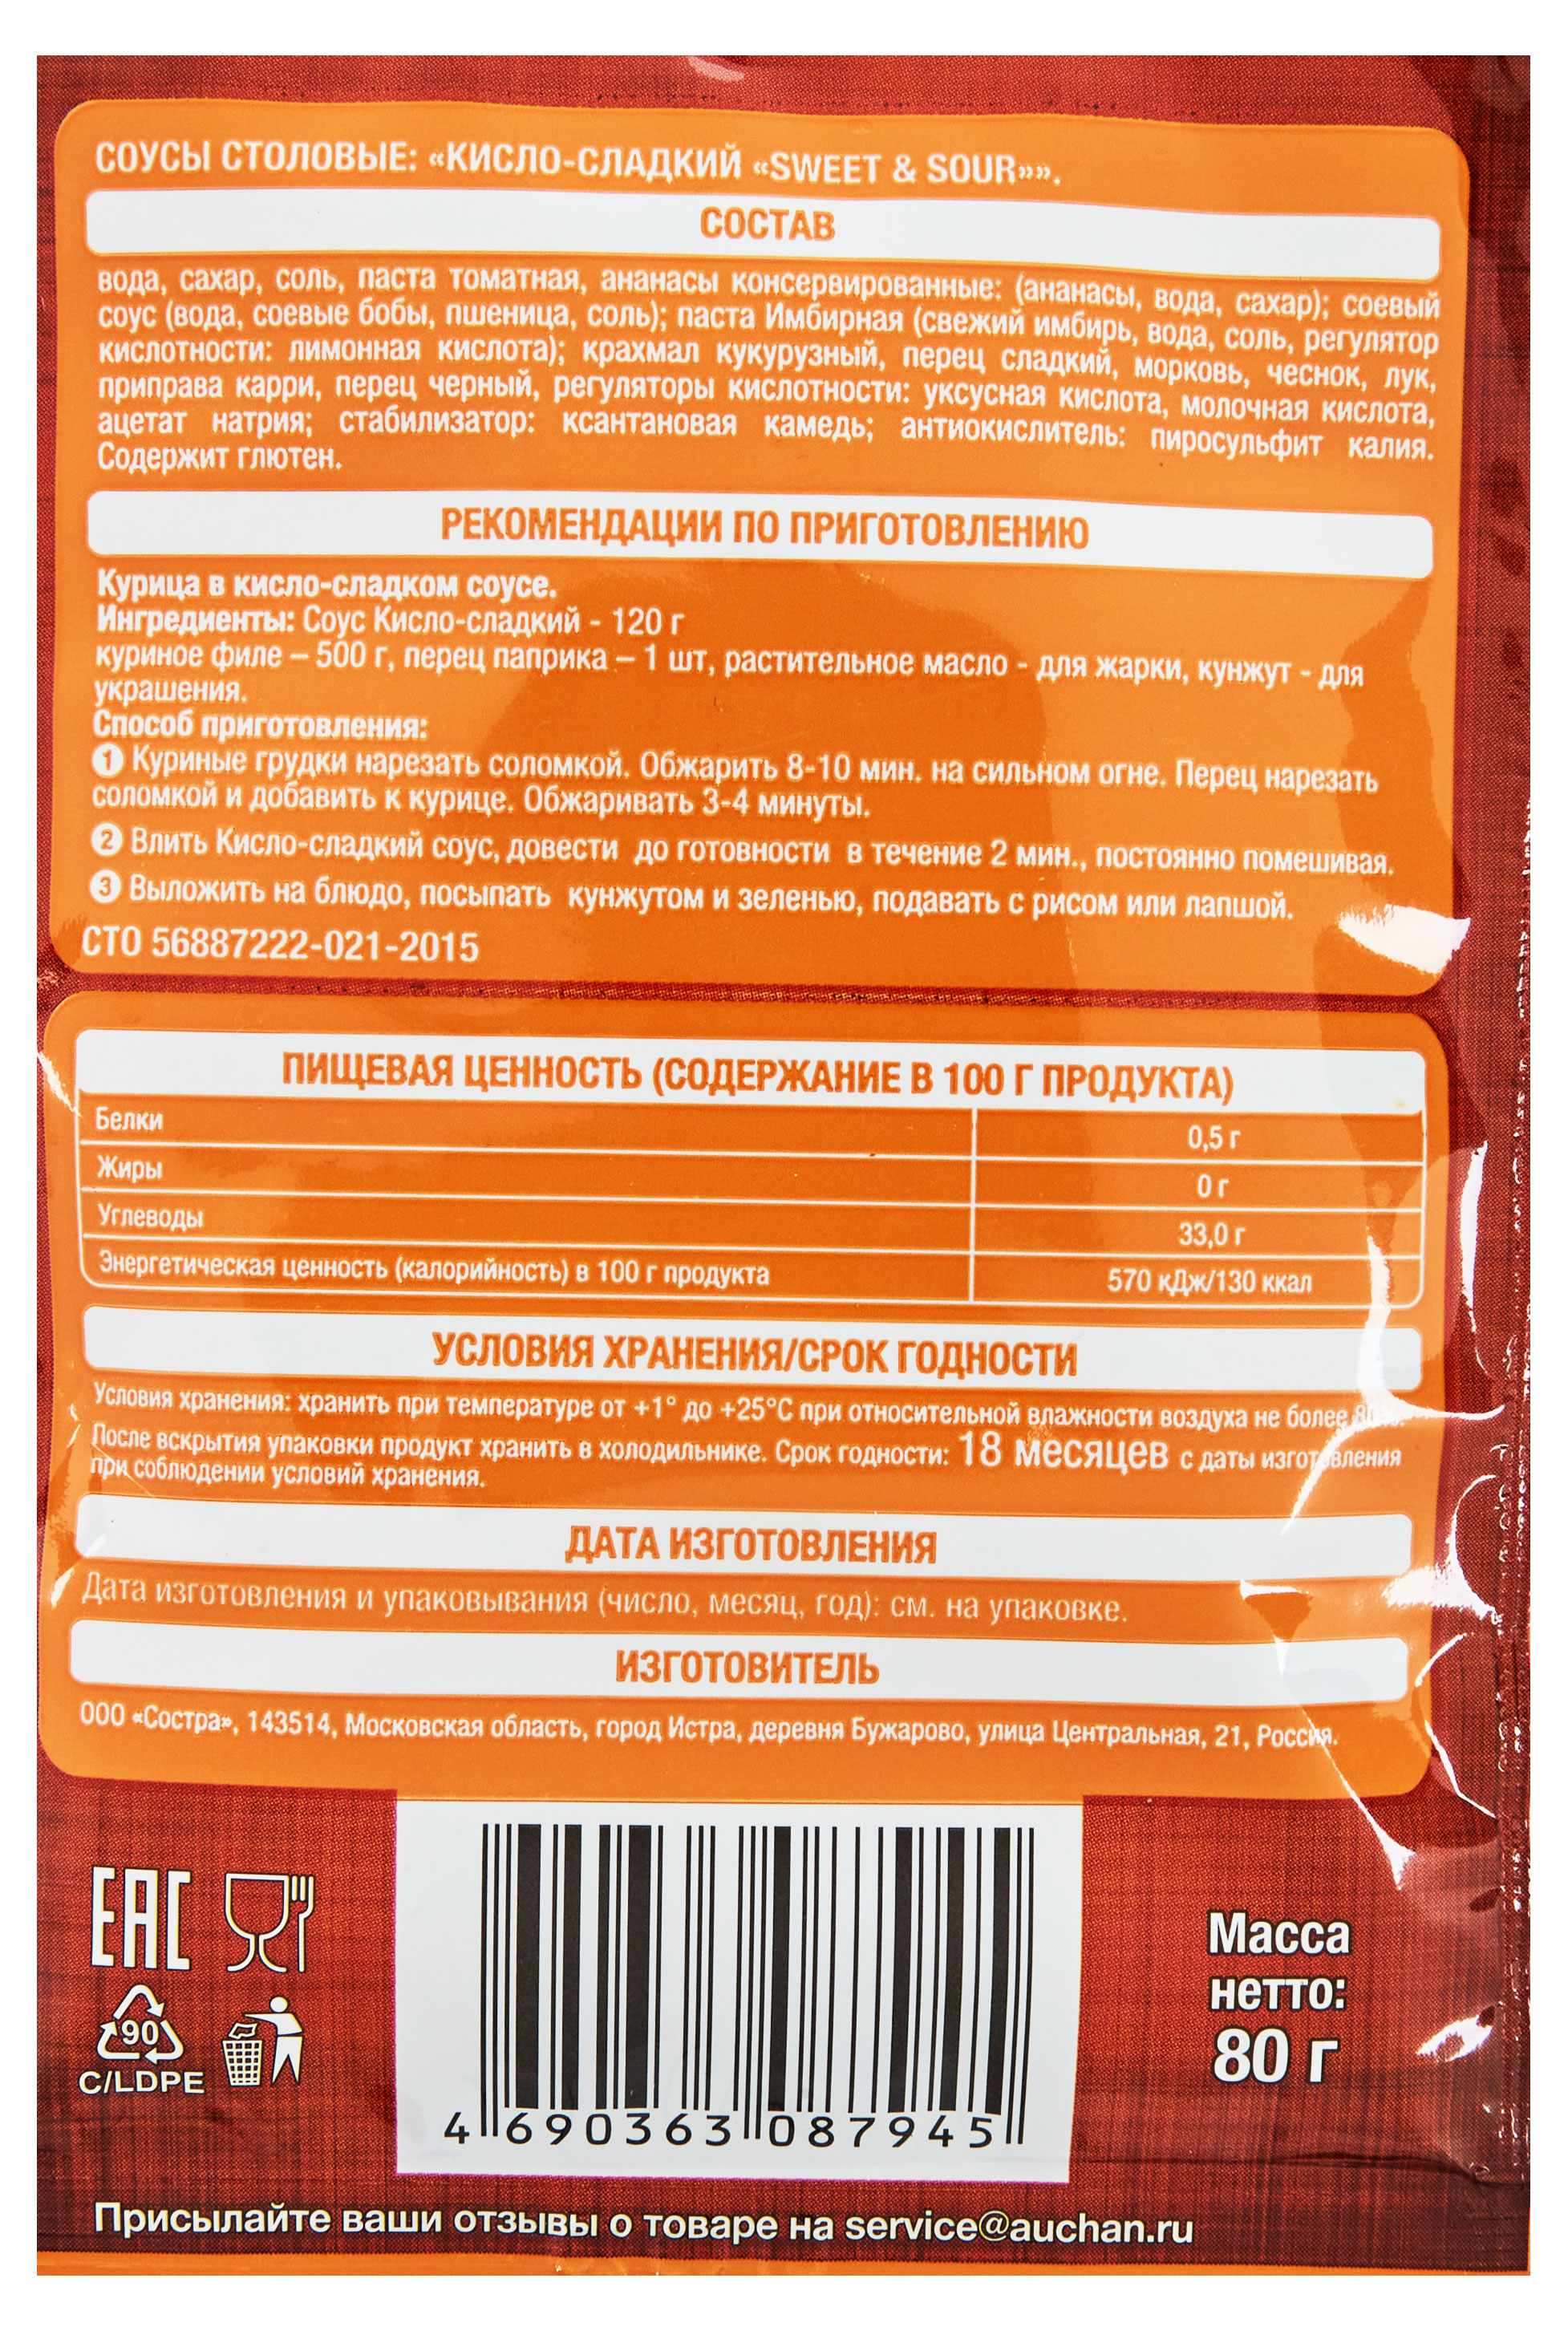 СОУСЫ СТОЛОВЫЕ: «КИСЛО-СЛАДКИЙ «SWEET & SOUR»».
СОСТАВ
вода, сахар, соль, паста томатная, ананасы консервированные: (ананасы, вода, сахар); соевый
соус (вода, соевые бобы, пшеница, соль); паста Имбирная (свежий имбирь, вода, соль, регулятор
кислотности: лимонная кислота); крахмал кукурузный, перец сладкий, морковь, чеснок, лук,
приправа карри, перец черный, регуляторы кислотности: уксусная кислота, молочная кислота,
ацетат натрия; стабилизатор: ксантановая камедь; антиокислитель: пиросульфит калия.
Содержит глютен.
РЕКОМЕНДАЦИИ ПО ПРИГОТОВЛЕНИЮ
Курица в кисло-сладком соусе.
Ингредиенты: Соус Кисло-сладкий - 120 г
куриное филе – 500 г, перец паприка – 1 шт, растительное масло - для жарки, кунжут - для
украшения.
Способ приготовления:
1 Куриные грудки нарезать соломкой. Обжарить 8-10 мин. на сильном огне. Перец нарезать
соломкой и добавить к курице. Обжаривать 3-4 минуты.
2 Влить Кисло-сладкий соус, довести до готовности в течение 2 мин., постоянно помешивая.
3 Выложить на блюдо, посыпать кунжутом и зеленью, подавать с рисом или лапшой.
СТО 56887222-021-2015
ПИЩЕВАЯ ЦЕННОСТЬ (СОДЕРЖАНИЕ В 100 Г ПРОДУКТА)
Белки 0,5 г
Жиры 0 г
Углеводы 33,0 г
Энергетическая ценность (калорийность) в 100 г продукта 570 кДж/130 ккал
УСЛОВИЯ ХРАНЕНИЯ/СРОК ГОДНОСТИ
Условия хранения: хранить при температуре от +1° до +25°С при относительной влажности воздуха не более
После вскрытия упаковки продукт хранить в холодильнике. Срок годности: 18 месяцев с даты изготовления
при соблюдении условий хранения.
ДАТА ИЗГОТОВЛЕНИЯ
Дата изготовления и упаковывания (число, месяц, год): см. на упаковке.
ИЗГОТОВИТЕЛЬ
ООО «Состра», 143514, Московская область, город Истра, деревня Бужарово, улица Центральная, 21, Россия.
EAC
90
C/LDPE
4 690363 087945
Масса
нетто:
80 г
Присылайте ваши отзывы о товаре на service@auchan.ru